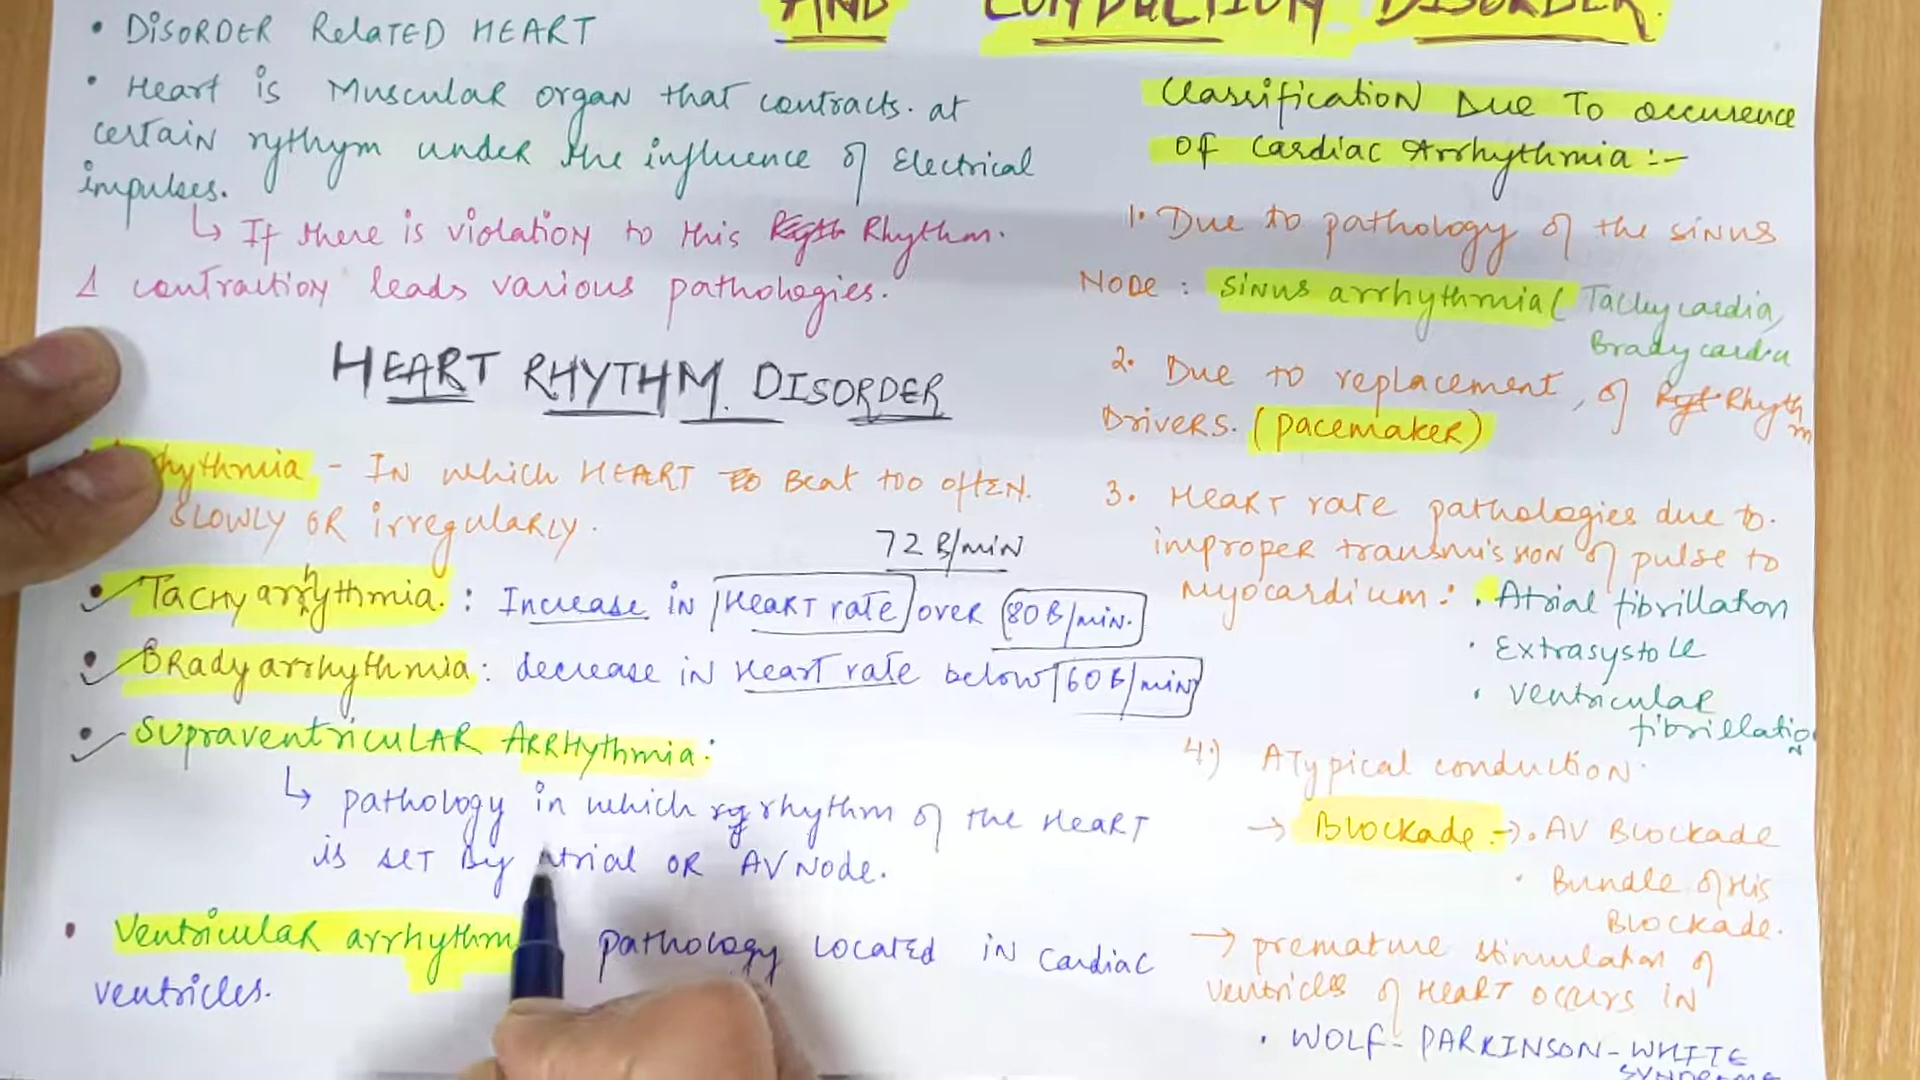 AND CONDUCTION DISORDER.
• DISORDER RELATED HEART
• Heart is Muscular organ that contracts. at
certain rythym under the influence of Electrical
impulses.
↳ If there is violation to this Rhythm.
contraction leads various pathologies.
HEART RHYTHM DISORDER
hythmia - In which HEART Beat too often.
SLOWLY OR irregularly.
72 B/min
• Tachy arrhythmia. : Increase in Heart rate over 80 B/min.
• Brady arrhythmia : decrease in Heart rate below 60 B/min
• Supraventricular Arrhythmia:
↳ pathology in which rhythm of the Heart
is set By atrial OR AV Node.
• Ventricular arrhythm pathology located in cardiac
ventricles.
Classification Due To occurence
of Cardiac Arrhythmia :-
1. Due to pathology of the sinus
Node : Sinus arrhythmia ( Tachycardia,
Bradycardia
2. Due to replacement, of Rhythm
Drivers. (pacemaker)
3. Heart rate pathologies due to.
improper transmission of pulse to
myocardium : • Atrial fibrillation
• Extrasystole
• ventricular
fibrillation
4.) ATypical conduction.
→ Blockade → • AV Blockade
• Bundle of His
Blockade.
→ premature stimulation of
ventricles of Heart occurs in
• WOLF-PARKINSON-WHITE
SYNDROME